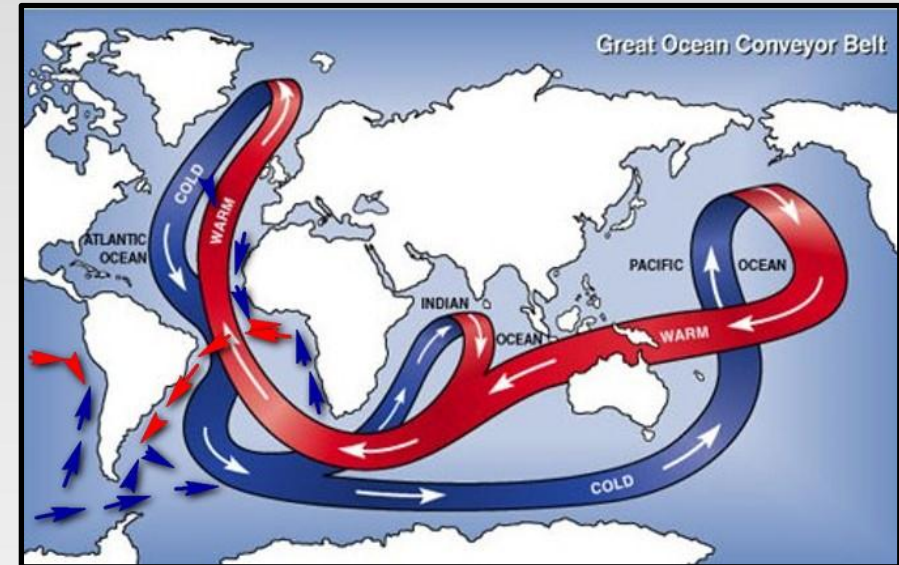 Great Ocean Conveyor Belt
COLD
WARM
ATLANTIC
OCEAN
PACIFIC
OCEAN
INDIAN
OCEAN
WARM
COLD